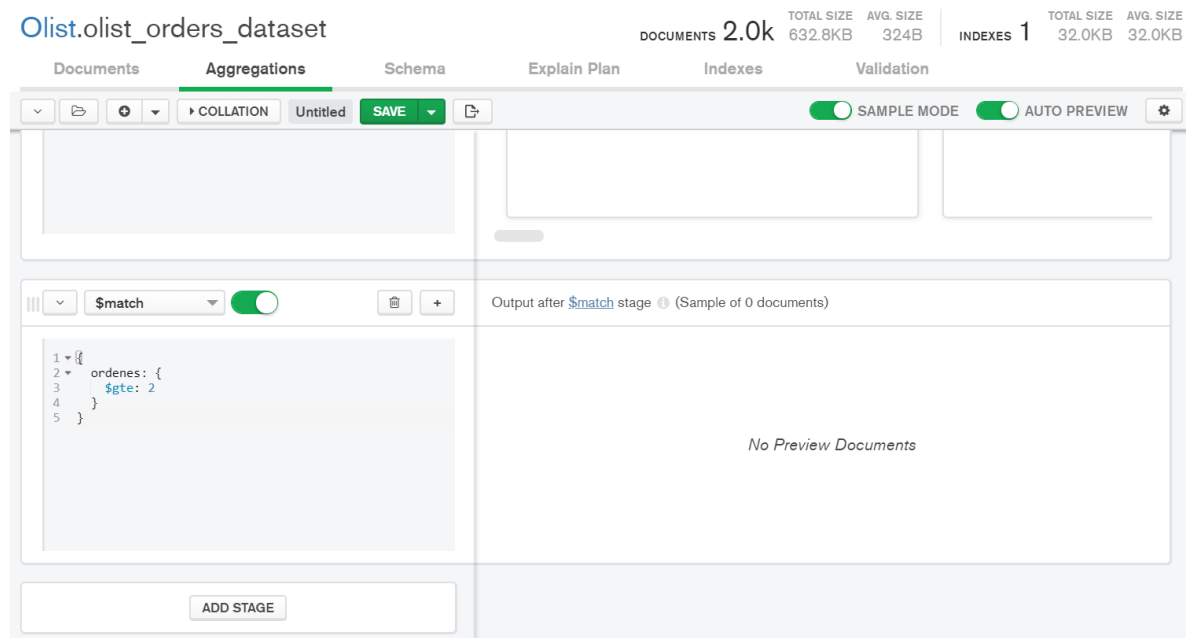 Olist.olist_orders_dataset
DOCUMENTS 2.0k TOTAL SIZE 632.8KB AVG. SIZE 324B INDEXES 1 TOTAL SIZE 32.0KB AVG. SIZE 32.0KB
Documents Aggregations Schema Explain Plan Indexes Validation
COLLATION Untitled SAVE SAMPLE MODE AUTO PREVIEW
$match Output after $match stage (Sample of 0 documents)
1 {
2 ordenes: {
3 $gte: 2
4 }
5 }
No Preview Documents
ADD STAGE